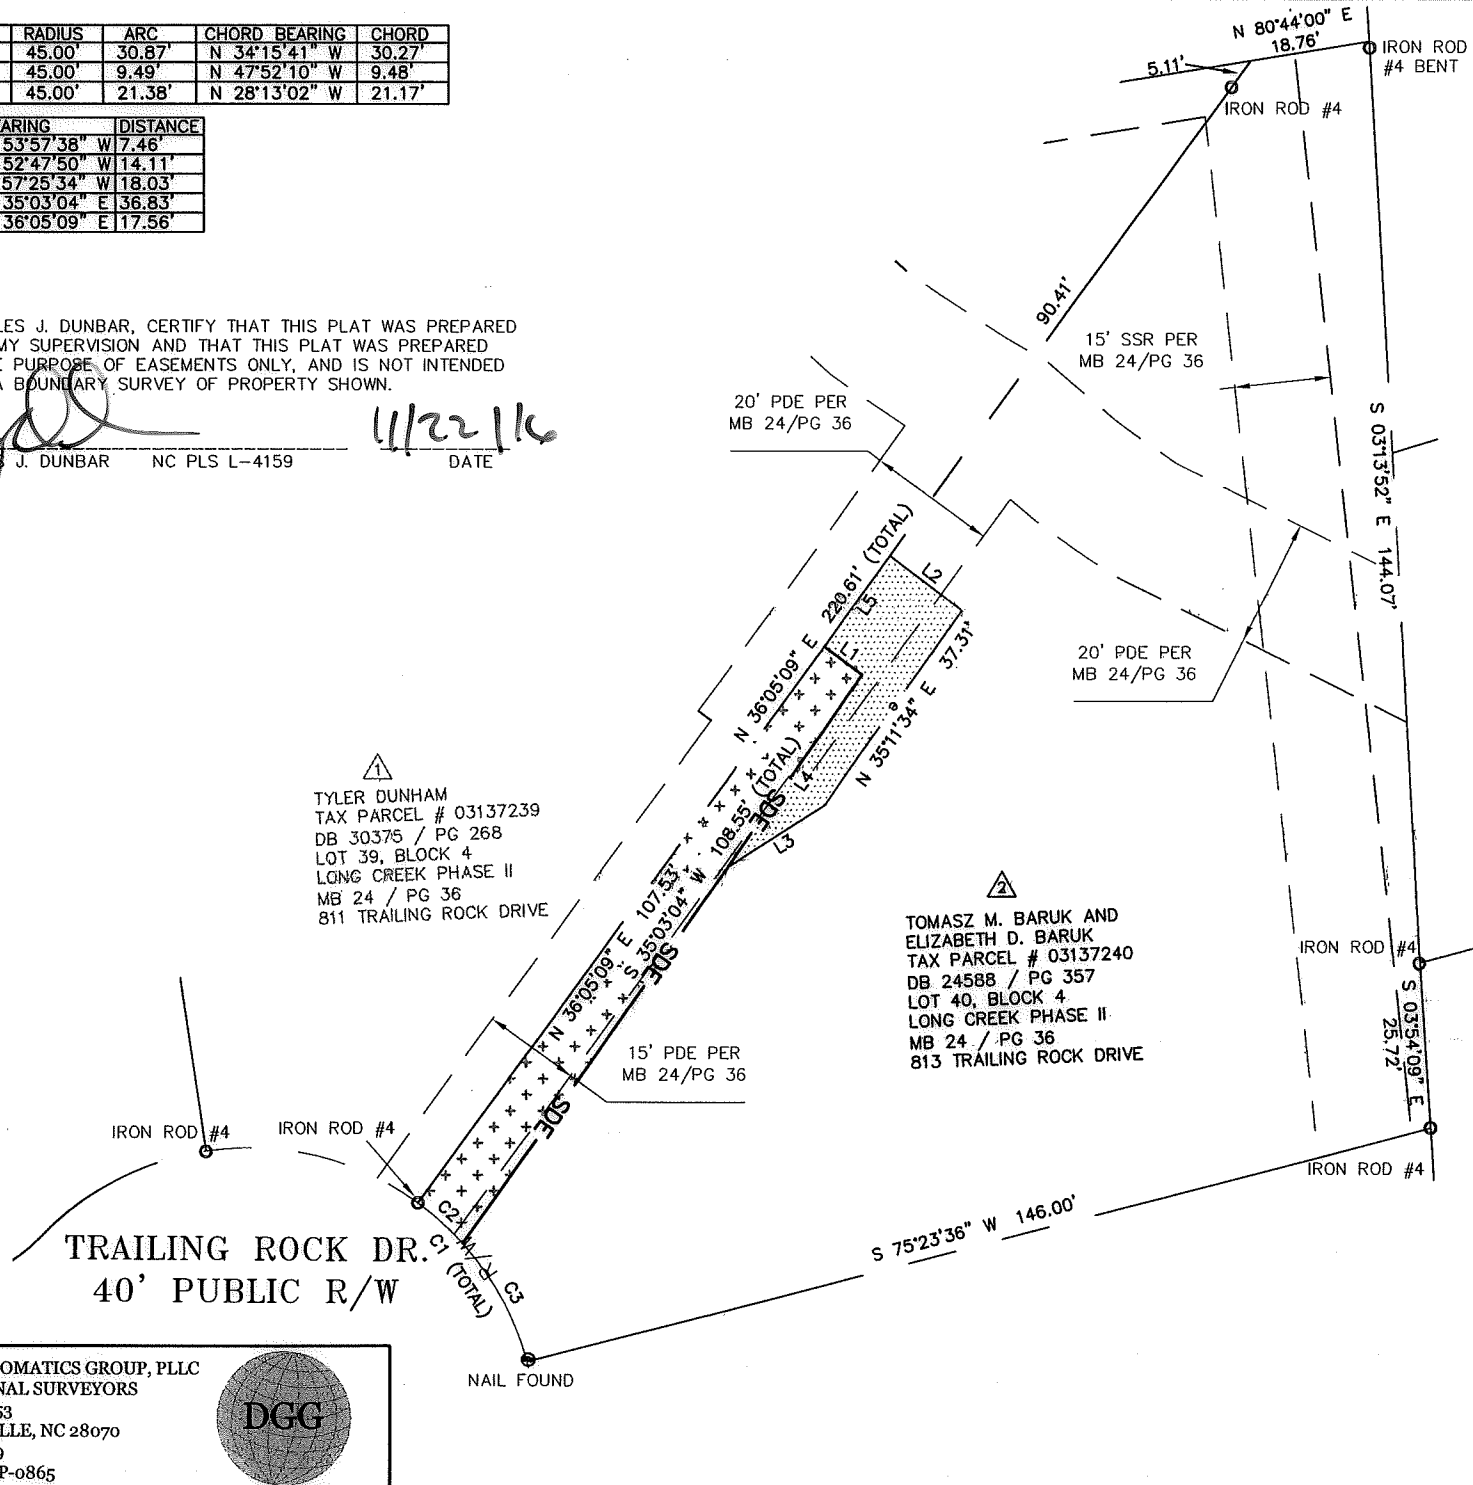 RADIUS ARC CHORD BEARING CHORD
45.00' 30.87' N 34°15'41" W 30.27'
45.00' 9.49' N 47°52'10" W 9.48'
45.00' 21.38' N 28°13'02" W 21.17'
ARING DISTANCE
53°57'38" W 7.46'
52°47'50" W 14.11'
57°25'34" W 18.03'
35°03'04" E 36.83'
36°05'09" E 17.56'
LES J. DUNBAR, CERTIFY THAT THIS PLAT WAS PREPARED
MY SUPERVISION AND THAT THIS PLAT WAS PREPARED
E PURPOSE OF EASEMENTS ONLY, AND IS NOT INTENDED
A BOUNDARY SURVEY OF PROPERTY SHOWN.
11/22/16
J. DUNBAR NC PLS L-4159
DATE
N 80°44'00" E
18.76'
IRON ROD
#4 BENT
5.11'
IRON ROD #4
90.41'
15' SSR PER
MB 24/PG 36
20' PDE PER
MB 24/PG 36
S 03°13'52" E 144.07'
N 36°05'09" E 220.61' (TOTAL)
L2
L5
L1
20' PDE PER
MB 24/PG 36
N 35°11'34" E 37.31'
L4
L3
SDE
S 35°03'04" W 108.55' (TOTAL)
N 36°05'09" E 107.53'
SDE
SDE
1
TYLER DUNHAM
TAX PARCEL # 03137239
DB 30375 / PG 268
LOT 39, BLOCK 4
LONG CREEK PHASE II
MB 24 / PG 36
811 TRAILING ROCK DRIVE
2
TOMASZ M. BARUK AND
ELIZABETH D. BARUK
TAX PARCEL # 03137240
DB 24588 / PG 357
LOT 40, BLOCK 4
LONG CREEK PHASE II
MB 24 / PG 36
813 TRAILING ROCK DRIVE
IRON ROD #4
S 03°54'09" E
25.72'
15' PDE PER
MB 24/PG 36
IRON ROD #4
IRON ROD #4
IRON ROD #4
C2
C1 (TOTAL)
R/W
C3
S 75°23'36" W 146.00'
TRAILING ROCK DR.
40' PUBLIC R/W
NAIL FOUND
OMATICS GROUP, PLLC
NAL SURVEYORS
53
LLE, NC 28070
9
P-0865
DGG